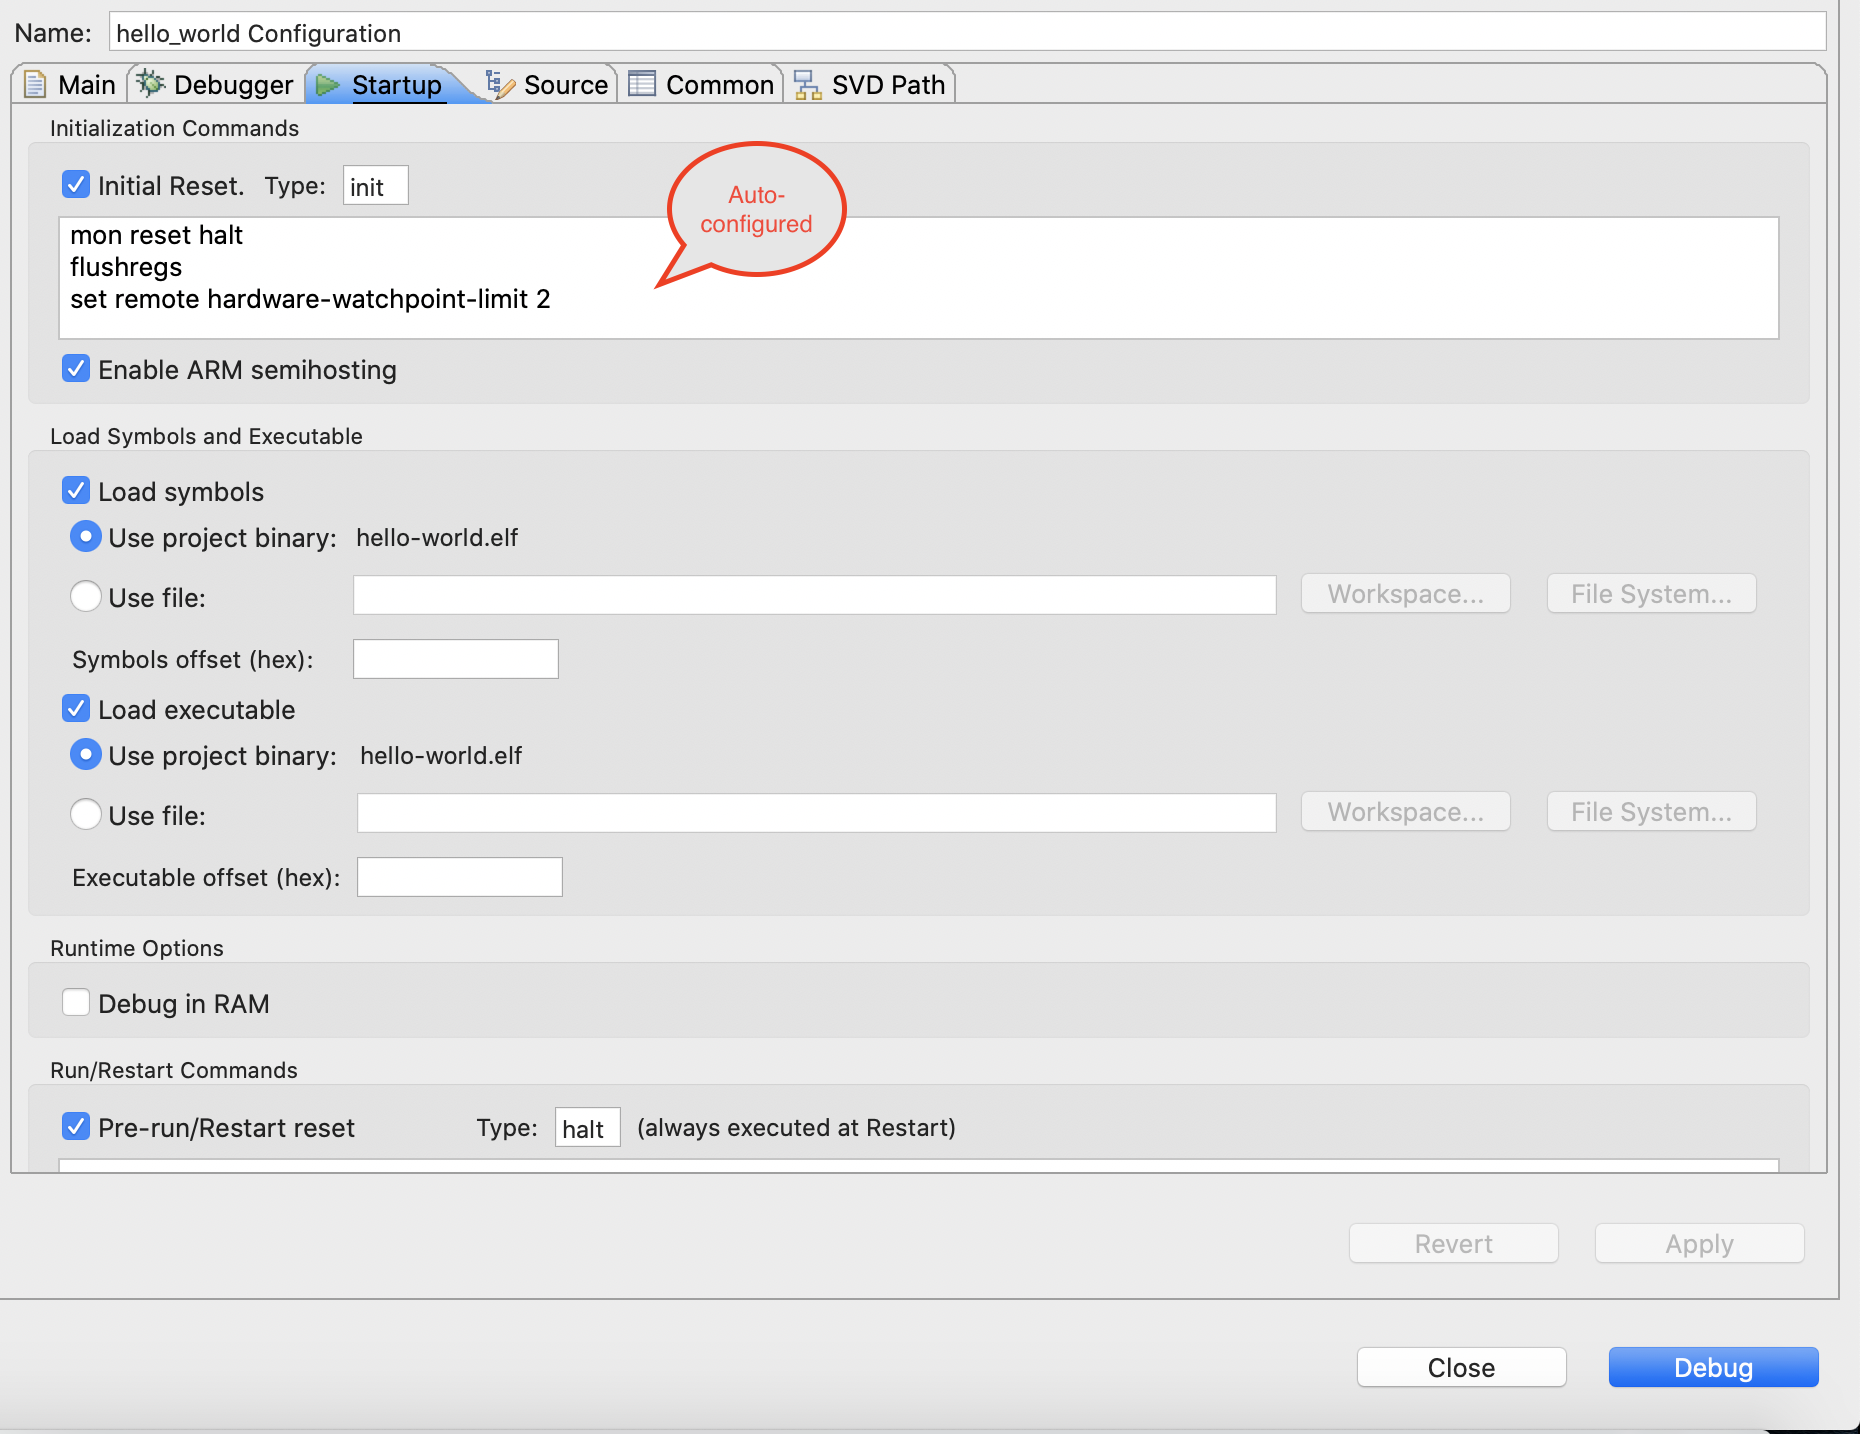 Name: hello_world Configuration
Main Debugger Startup Source Common SVD Path
Initialization Commands
Initial Reset. Type: init
Auto-
configured
mon reset halt
flushregs
set remote hardware-watchpoint-limit 2
Enable ARM semihosting
Load Symbols and Executable
Load symbols
Use project binary: hello-world.elf
Use file: Workspace... File System...
Symbols offset (hex):
Load executable
Use project binary: hello-world.elf
Use file: Workspace... File System...
Executable offset (hex):
Runtime Options
Debug in RAM
Run/Restart Commands
Pre-run/Restart reset Type: halt (always executed at Restart)
Revert Apply
Close Debug